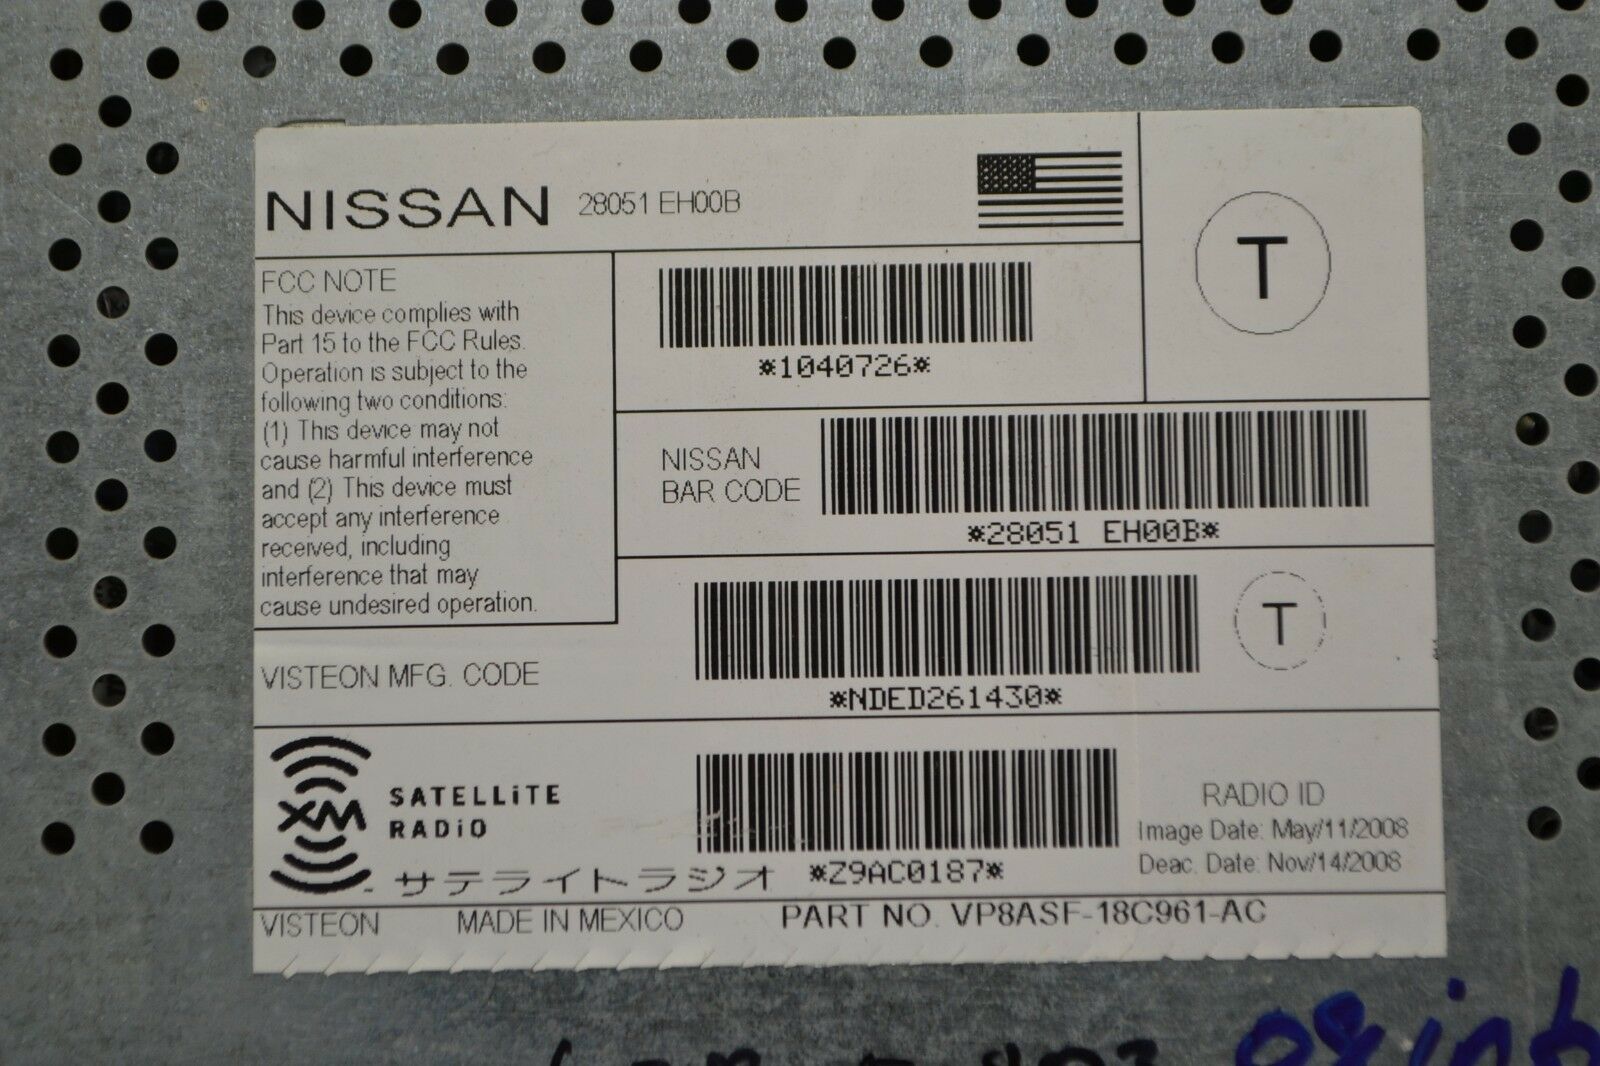 NISSAN 28051 EH00B
T
FCC NOTE
This device complies with
Part 15 to the FCC Rules.
Operation is subject to the
following two conditions:
(1) This device may not
cause harmful interference
and (2) This device must
accept any interference
received, including
interference that may
cause undesired operation.
*1040726*
NISSAN
BAR CODE
*28051 EH00B*
VISTEON MFG. CODE
*NDED261430*
T
XM SATELLiTE
RADiO
サテライトラジオ
*Z9AC0187*
RADIO ID
Image Date: May/11/2008
Deac. Date: Nov/14/2008
VISTEON MADE IN MEXICO PART NO. VP8ASF-18C961-AC